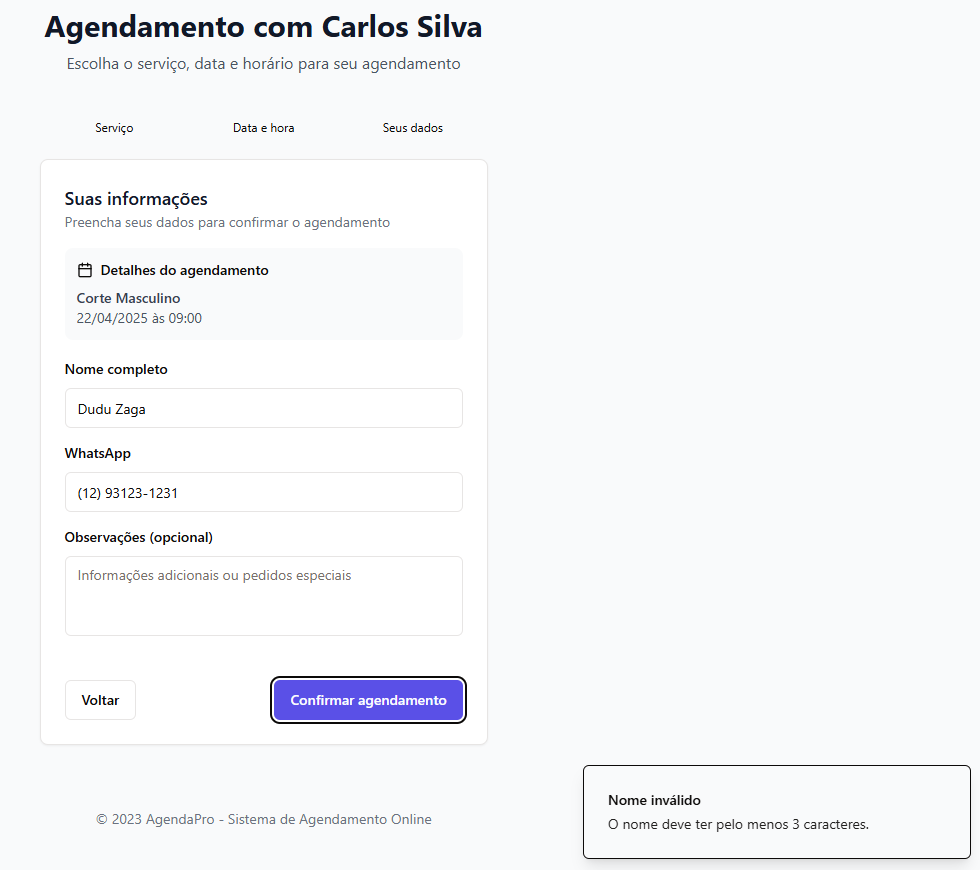 Agendamento com Carlos Silva
Escolha o serviço, data e horário para seu agendamento
Serviço
Data e hora
Seus dados
Suas informações
Preencha seus dados para confirmar o agendamento
Detalhes do agendamento
Corte Masculino
22/04/2025 às 09:00
Nome completo
Dudu Zaga
WhatsApp
(12) 93123-1231
Observações (opcional)
Informações adicionais ou pedidos especiais
Voltar
Confirmar agendamento
© 2023 AgendaPro - Sistema de Agendamento Online
Nome inválido
O nome deve ter pelo menos 3 caracteres.